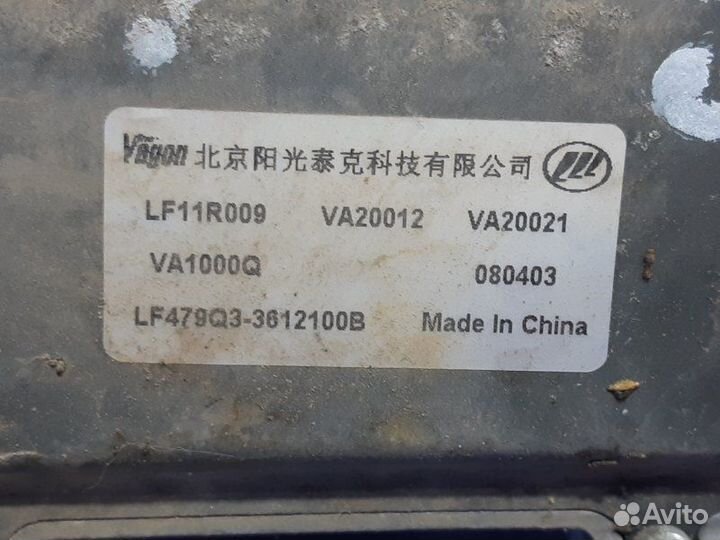 Vagon 北京阳光泰克科技有限公司
LF11R009 VA20012 VA20021
VA1000Q 080403
LF479Q3-3612100B Made In China
Avito